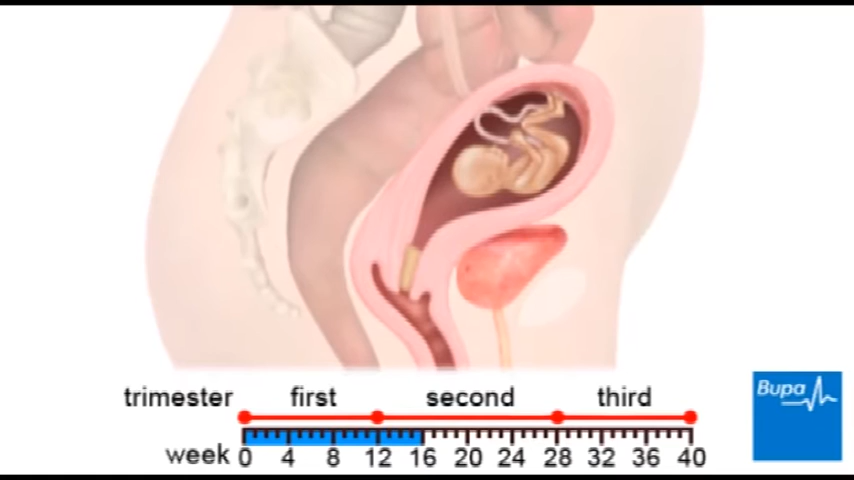 trimester first second third
week 0 4 8 12 16 20 24 28 32 36 40
Bupa